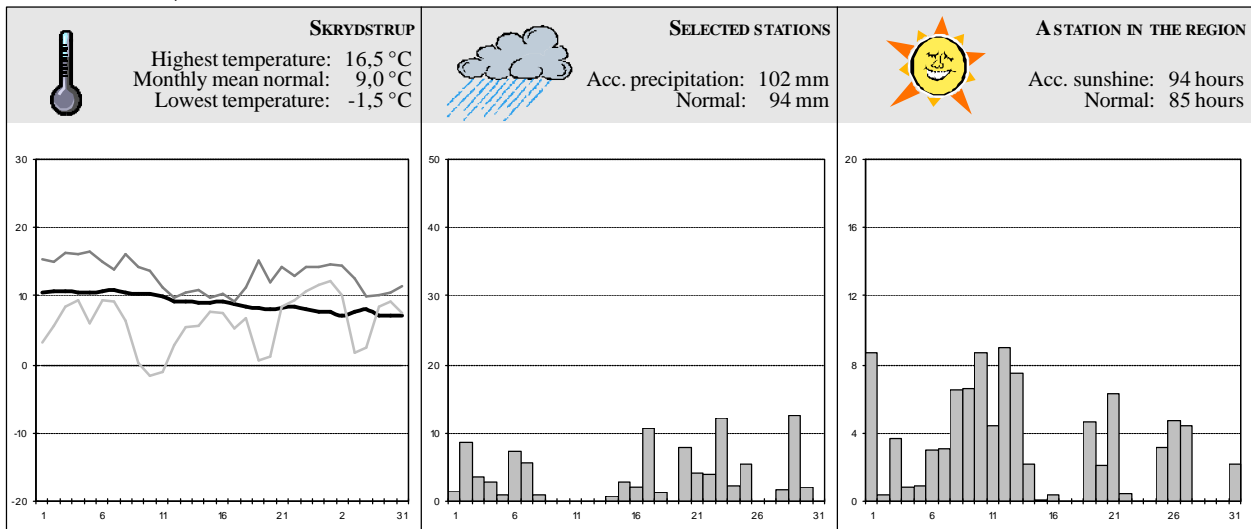 SKRYDSTRUP
Highest temperature: 16,5 °C
Monthly mean normal: 9,0 °C
Lowest temperature: -1,5 °C
SELECTED STATIONS
Acc. precipitation: 102 mm
Normal: 94 mm
A STATION IN THE REGION
Acc. sunshine: 94 hours
Normal: 85 hours
30
20
10
0
-10
-20
1 6 11 16 21 2 31
50
40
30
20
10
0
1 6 11 16 21 26 31
20
16
12
8
4
0
1 6 11 16 21 26 31